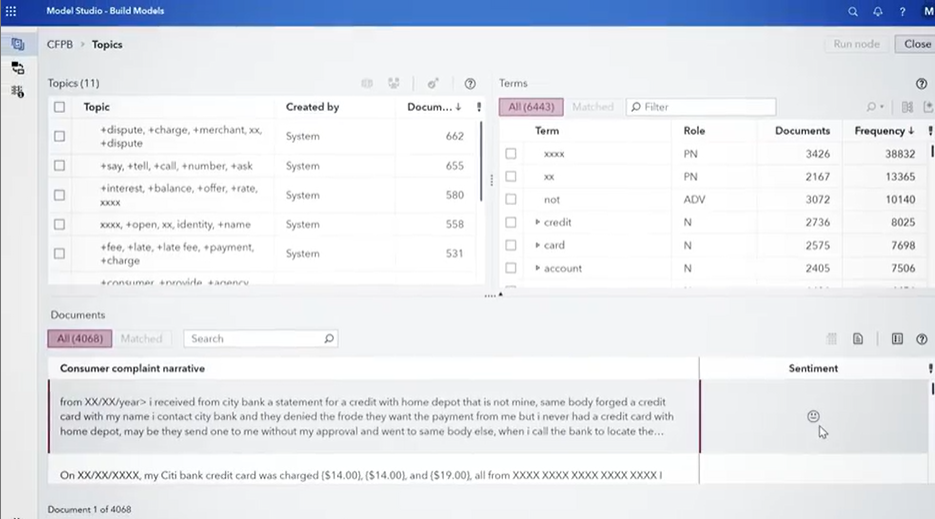 Model Studio - Build Models
M
CFPB > Topics
Run node
Close
Topics (11)
Topic
Created by
Docum...
+dispute, +charge, +merchant, xx,
+dispute
System
662
+say, +tell, +call, +number, +ask
System
655
+interest, +balance, +offer, +rate,
xxxx
System
580
xxxx, +open, xx, identity, +name
System
558
+fee, +late, +late fee, +payment,
+charge
System
531
+consumer, +provide, +agency,
Terms
All (6443)
Matched
Filter
Term
Role
Documents
Frequency
xxxx
PN
3426
38832
xx
PN
2167
13365
not
ADV
3072
10140
credit
N
2736
8025
card
N
2575
7698
account
N
2405
7506
Documents
All (4068)
Matched
Search
Consumer complaint narrative
Sentiment
from XX/XX/year> i received from city bank a statement for a credit with home depot that is not mine, same body forged a credit
card with my name i contact city bank and they denied the frode they want the payment from me but i never had a credit card with
home depot, may be they send one to me without my approval and went to same body else, when i call the bank to locate the...
On XX/XX/XXXX, my Citi bank credit card was charged {$14.00}, {$14.00}, and {$19.00}, all from XXXX XXXX XXXX XXXX XXXX I
Document 1 of 4068